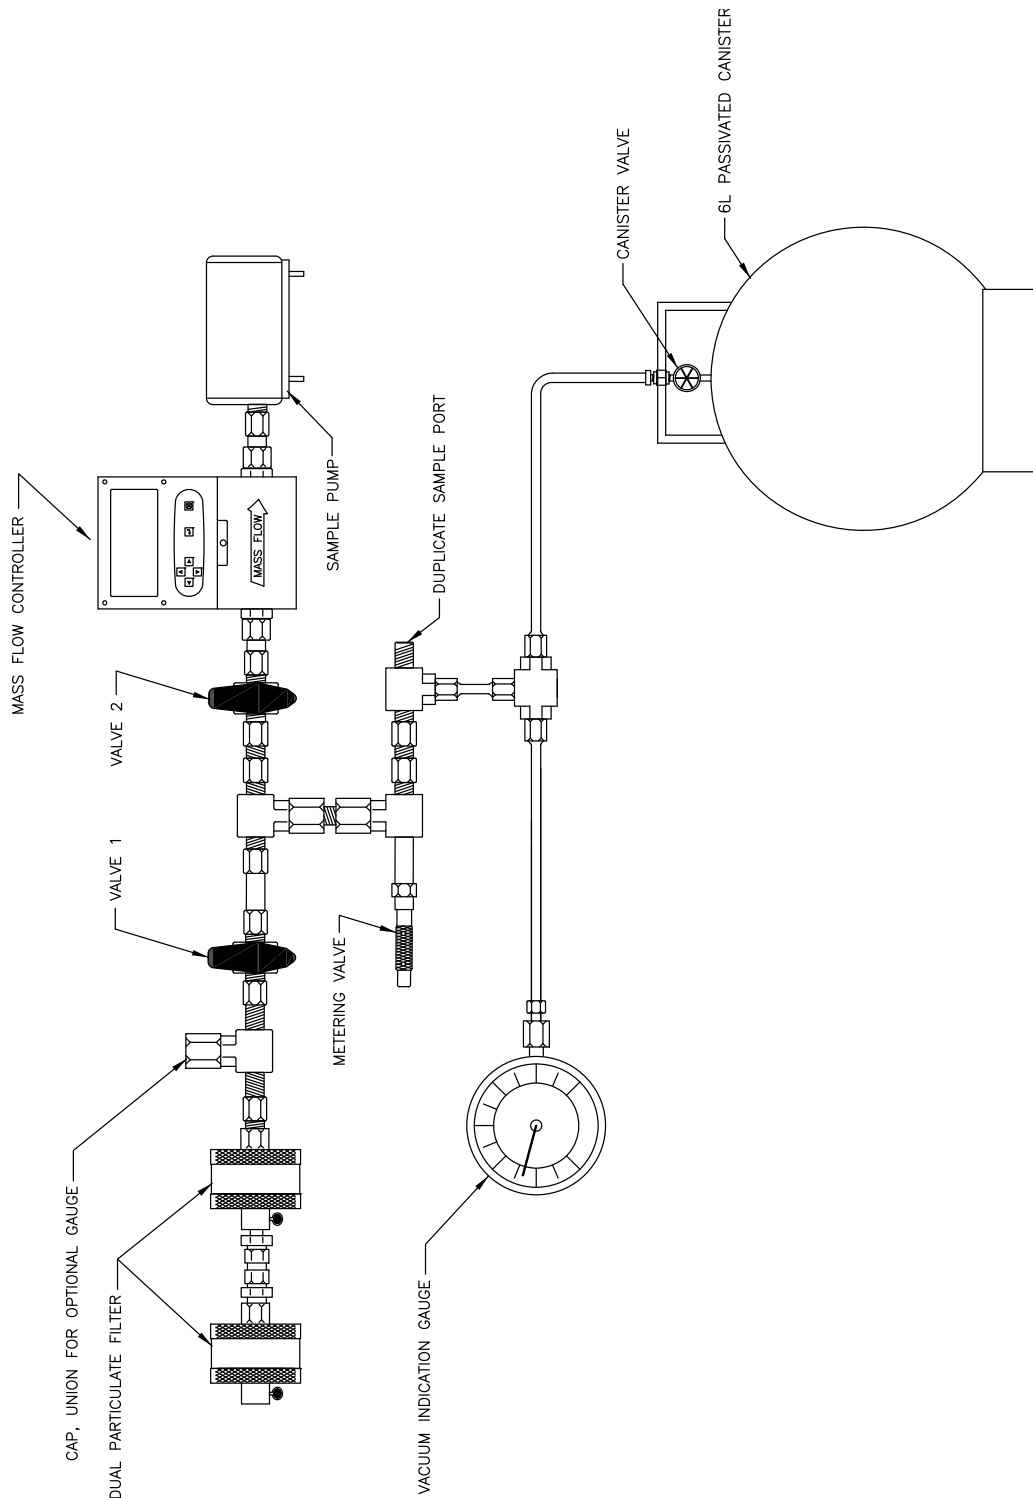 MASS FLOW CONTROLLER
MASS FLOW
SAMPLE PUMP
VALVE 2
VALVE 1
CAP, UNION FOR OPTIONAL GAUGE
DUAL PARTICULATE FILTER
METERING VALVE
DUPLICATE SAMPLE PORT
VACUUM INDICATION GAUGE
CANISTER VALVE
6L PASSIVATED CANISTER